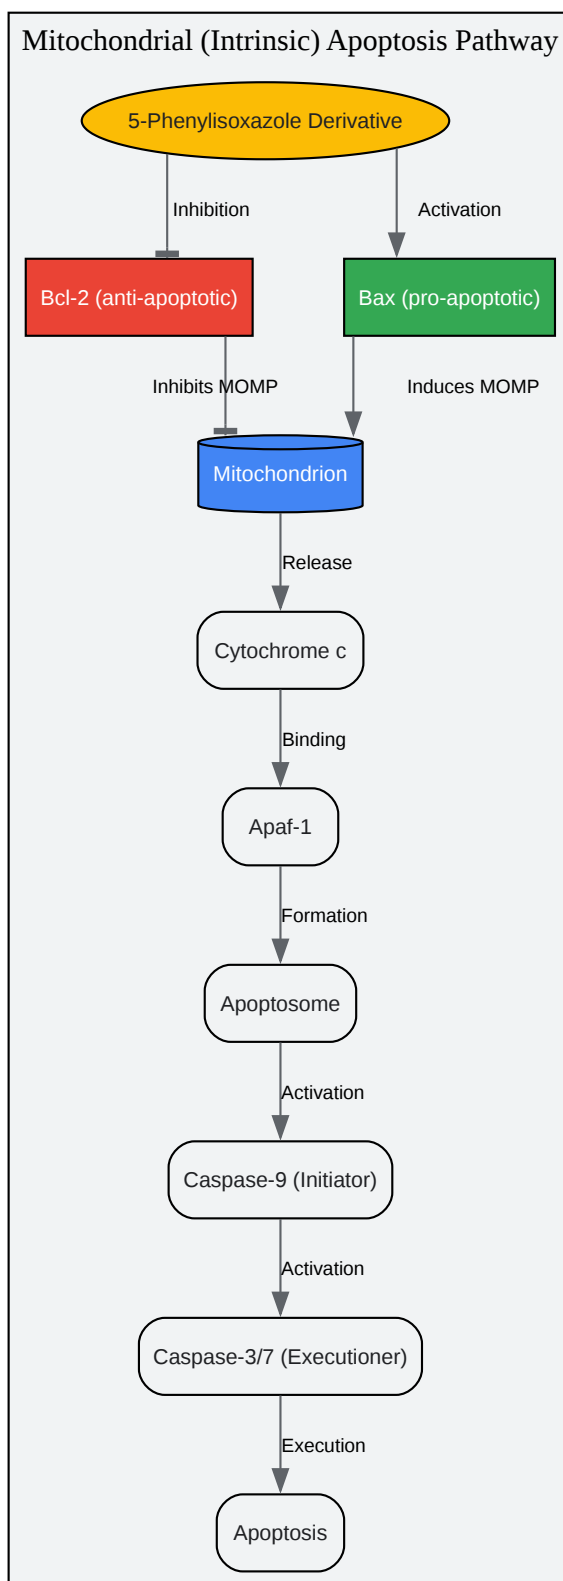 Mitochondrial (Intrinsic) Apoptosis Pathway
5-Phenylisoxazole Derivative
Inhibition
Activation
Bcl-2 (anti-apoptotic)
Bax (pro-apoptotic)
Inhibits MOMP
Induces MOMP
Mitochondrion
Release
Cytochrome c
Binding
Apaf-1
Formation
Apoptosome
Activation
Caspase-9 (Initiator)
Activation
Caspase-3/7 (Executioner)
Execution
Apoptosis